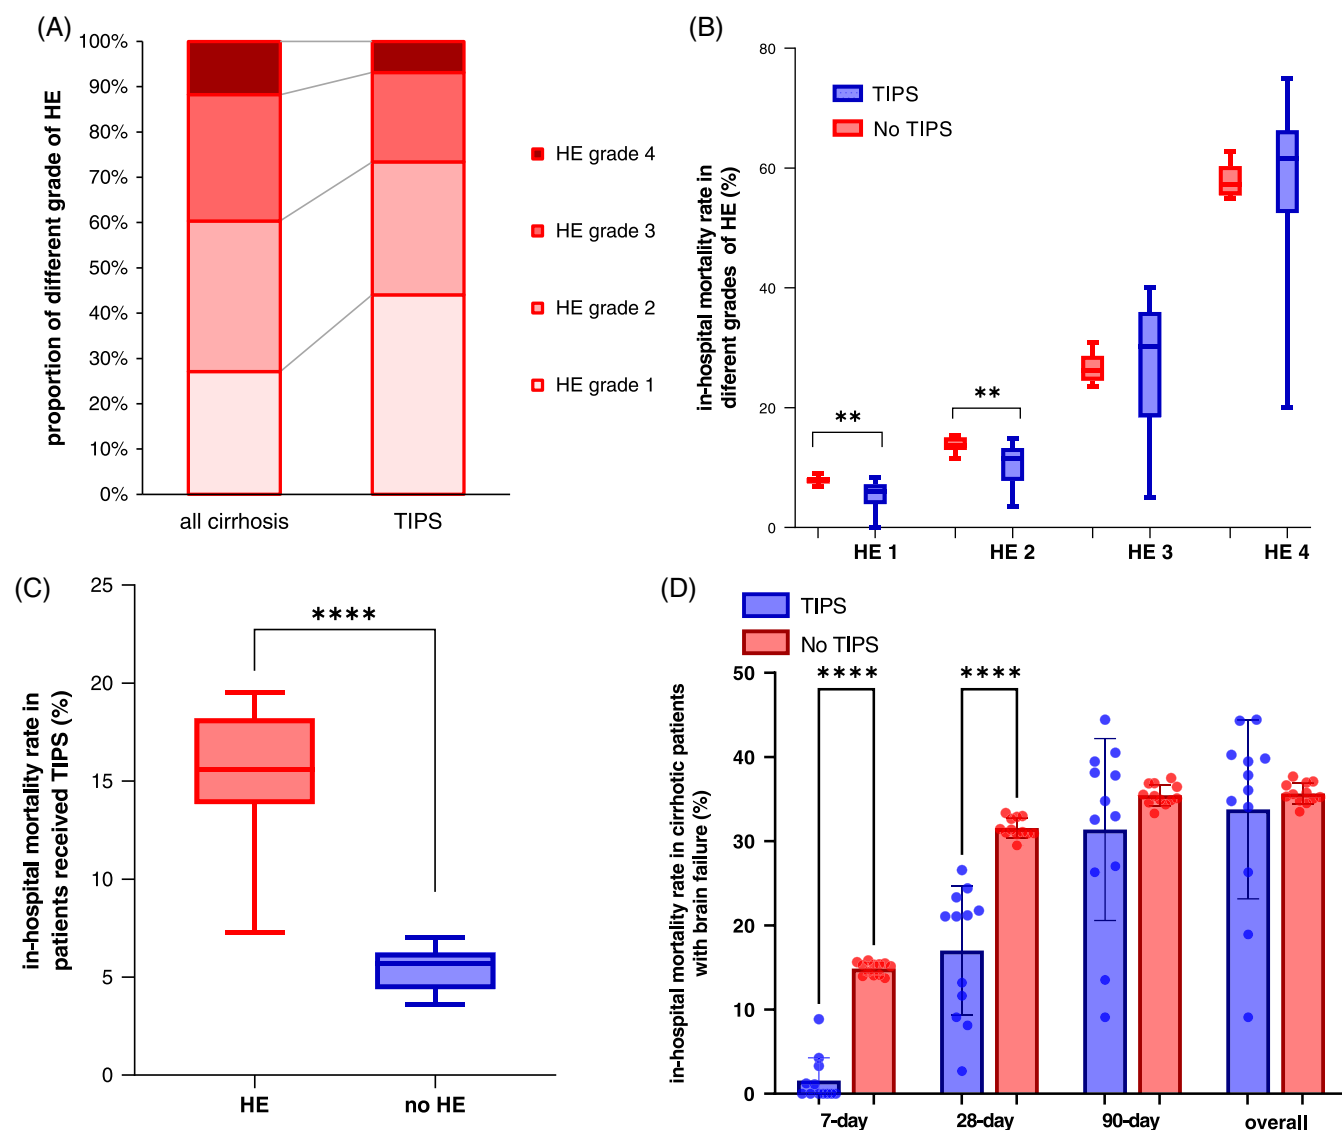 (A)
proportion of different grade of HE
100%
90%
80%
70%
60%
50%
40%
30%
20%
10%
0%
all cirrhosis
TIPS
HE grade 4
HE grade 3
HE grade 2
HE grade 1
(B)
in-hospital mortality rate in
diferent grades of HE (%)
80
60
40
20
0
TIPS
No TIPS
**
**
HE 1
HE 2
HE 3
HE 4
(C)
in-hospital mortality rate in
patients received TIPS (%)
25
20
15
10
5
0
****
HE
no HE
(D)
TIPS
No TIPS
in-hospital mortality rate in cirrhotic patients
with brain failure (%)
50
40
30
20
10
0
****
****
7-day
28-day
90-day
overall